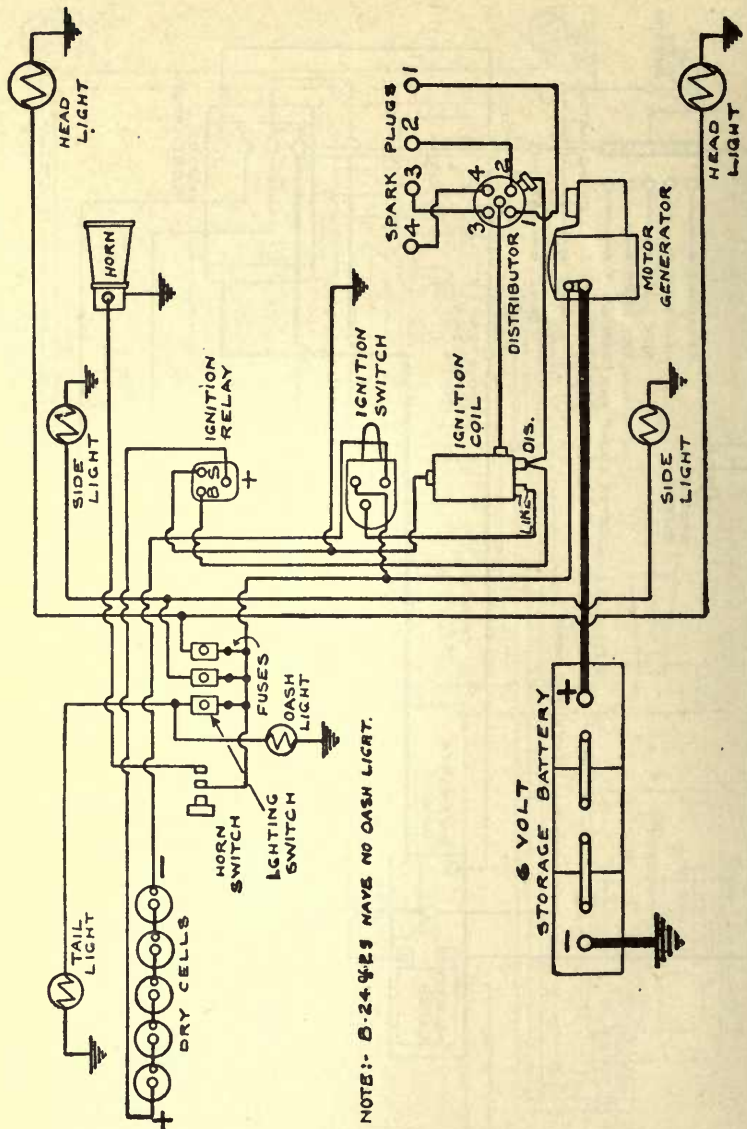 HEAD
LIGHT
HORN
SIDE
LIGHT
IGNITION
RELAY
B S
+
IGNITION
SWITCH
IGNITION
COIL
LINE
DIS.
SPARK PLUGS
4 3 2 1
DISTRIBUTOR
3 4
1 2
MOTOR
GENERATOR
HEAD
LIGHT
SIDE
LIGHT
FUSES
DASH
LIGHT
HORN
SWITCH
LGHTING
SWITCH
TAIL
LIGHT
DRY CELLS
+ −
6 VOLT
STORAGE BATTERY
− +
NOTE:- B-24 & 25 HAVE NO DASH LIGHT.